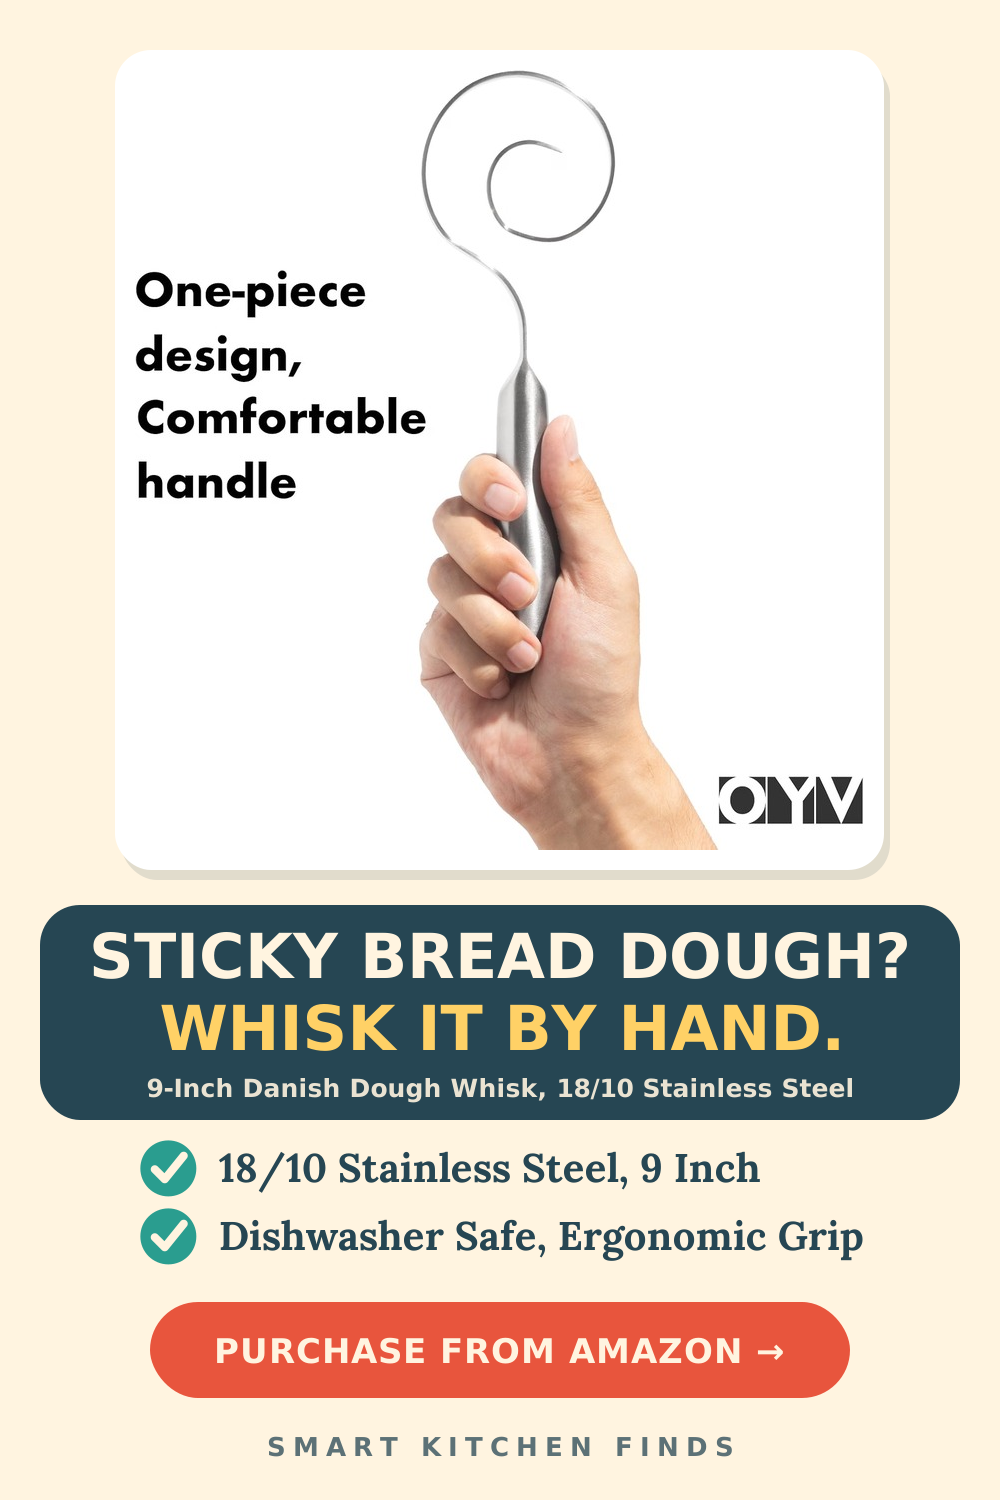 One-piece
design,
Comfortable
handle
OYV
STICKY BREAD DOUGH?
WHISK IT BY HAND.
9-Inch Danish Dough Whisk, 18/10 Stainless Steel
18/10 Stainless Steel, 9 Inch
Dishwasher Safe, Ergonomic Grip
PURCHASE FROM AMAZON →
SMART KITCHEN FINDS